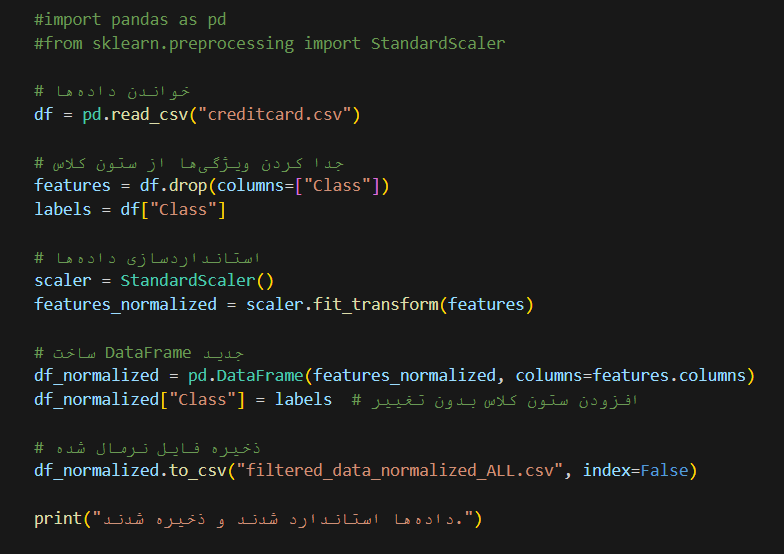 #import pandas as pd
#from sklearn.preprocessing import StandardScaler
# خواندن داده‌ها
df = pd.read_csv("creditcard.csv")
# جدا کردن ویژگی‌ها از ستون کلاس
features = df.drop(columns=["Class"])
labels = df["Class"]
# استانداردسازی داده‌ها
scaler = StandardScaler()
features_normalized = scaler.fit_transform(features)
# ساخت DataFrame جدید
df_normalized = pd.DataFrame(features_normalized, columns=features.columns)
df_normalized["Class"] = labels  # افزودن ستون کلاس بدون تغییر
# ذخیره فایل نرمال شده
df_normalized.to_csv("filtered_data_normalized_ALL.csv", index=False)
print("داده‌ها استاندارد شدند و ذخیره شدند.")